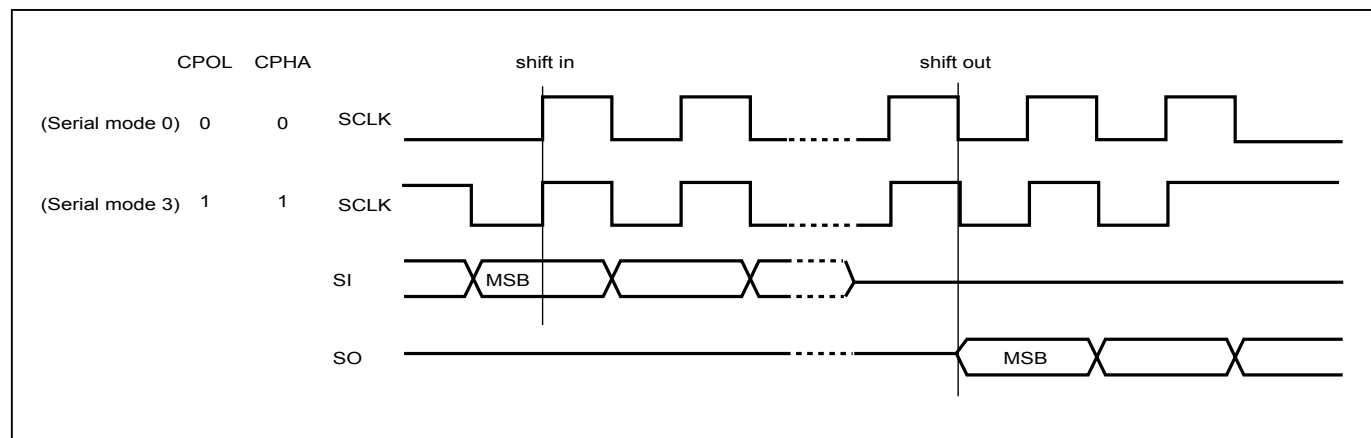 CPOL CPHA shift in shift out
(Serial mode 0) 0 0 SCLK
(Serial mode 3) 1 1 SCLK
SI MSB
SO MSB